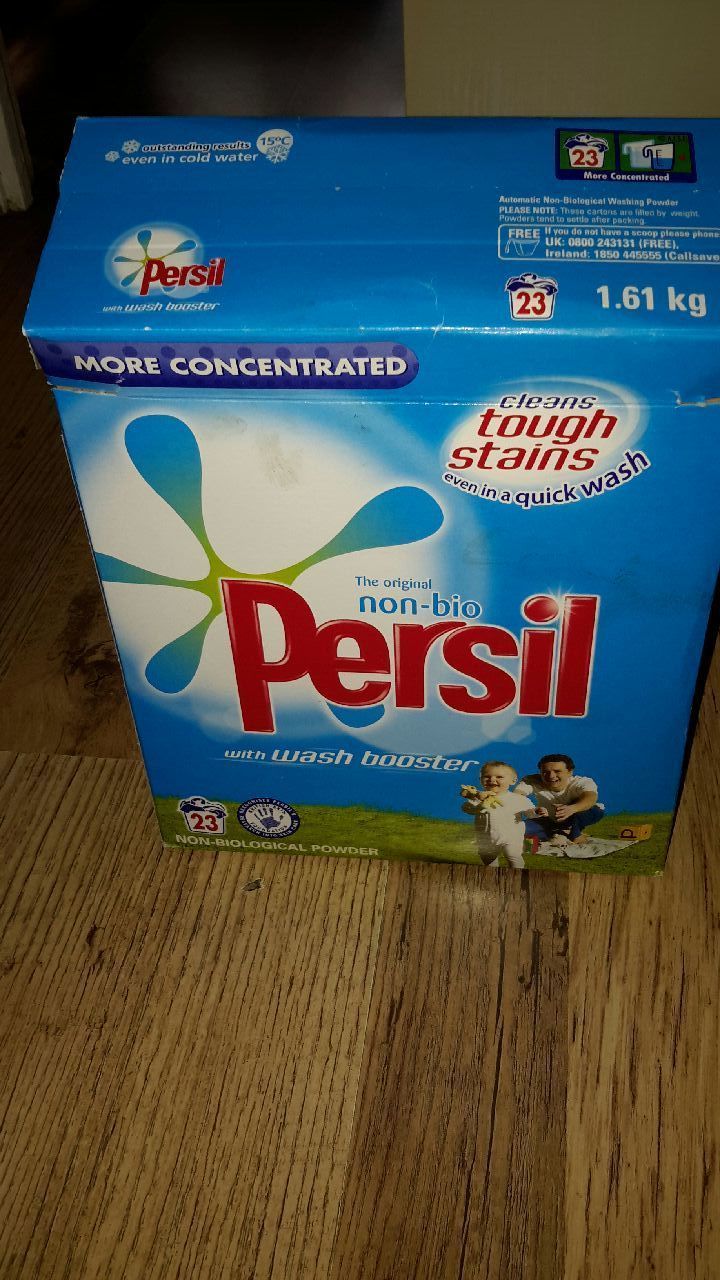 outstanding results
even in cold water
15°C
23
More Concentrated
Automatic Non-Biological Washing Powder
PLEASE NOTE: These cartons are filled by weight.
Powders tend to settle after packing.
FREE
If you do not have a scoop please phone
UK: 0800 243131 (FREE).
Ireland: 1850 445555 (Callsave
Persil
with wash booster
23
1.61 kg
MORE CONCENTRATED
cleans
tough
stains
even in a quick wash
The original
non-bio
Persil
with wash booster
23
NON-BIOLOGICAL POWDER